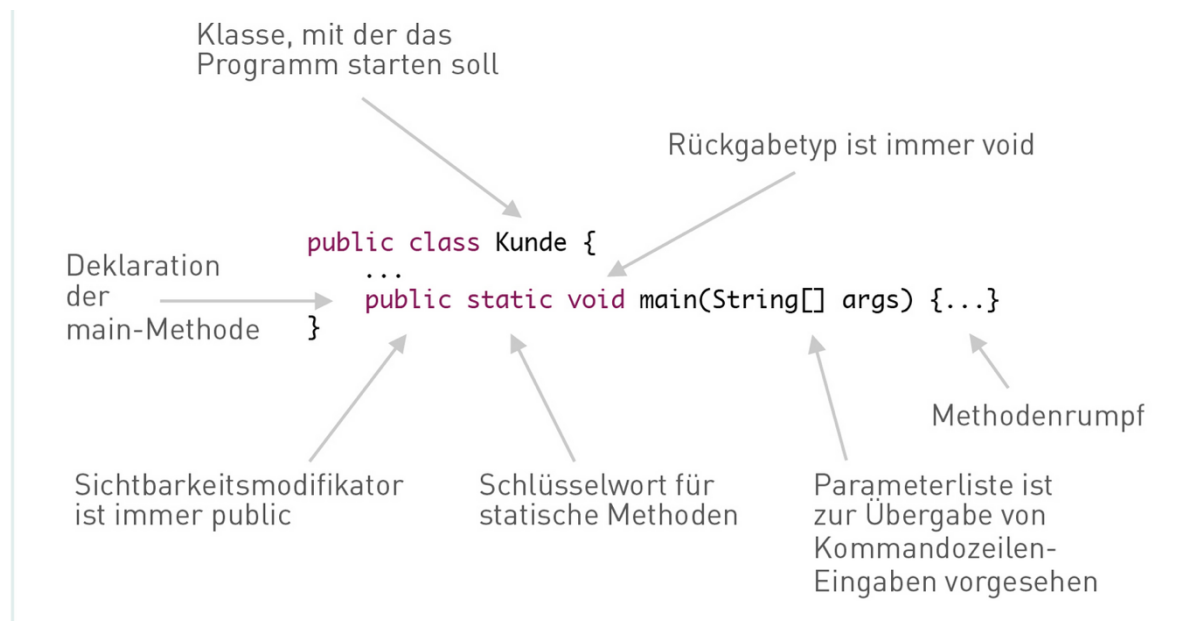 Klasse, mit der das
Programm starten soll
Rückgabetyp ist immer void
public class Kunde {
...
public static void main(String[] args) {...}
}
Deklaration
der
main-Methode
Methodenrumpf
Sichtbarkeitsmodifikator
ist immer public
Schlüsselwort für
statische Methoden
Parameterliste ist
zur Übergabe von
Kommandozeilen-
Eingaben vorgesehen